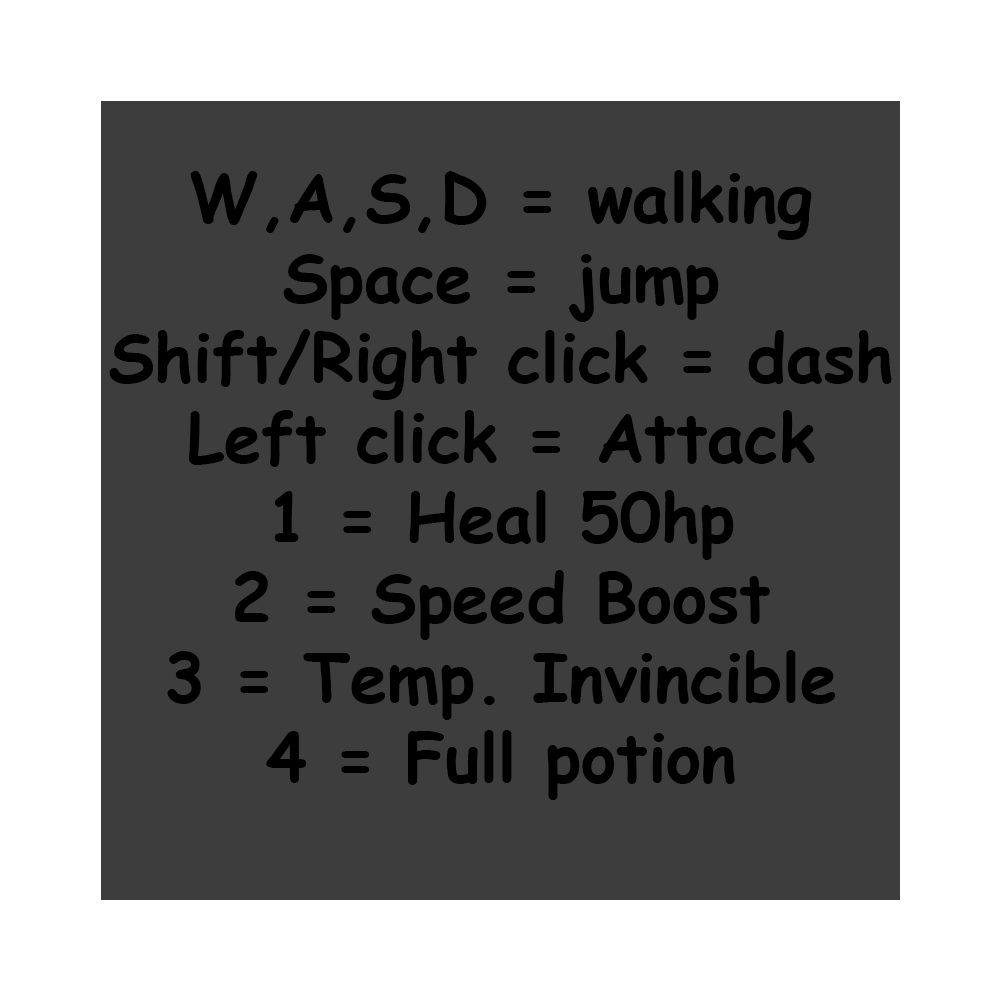 W,A,S,D = walking
Space = jump
Shift/Right click = dash
Left click = Attack
1 = Heal 50hp
2 = Speed Boost
3 = Temp. Invincible
4 = Full potion